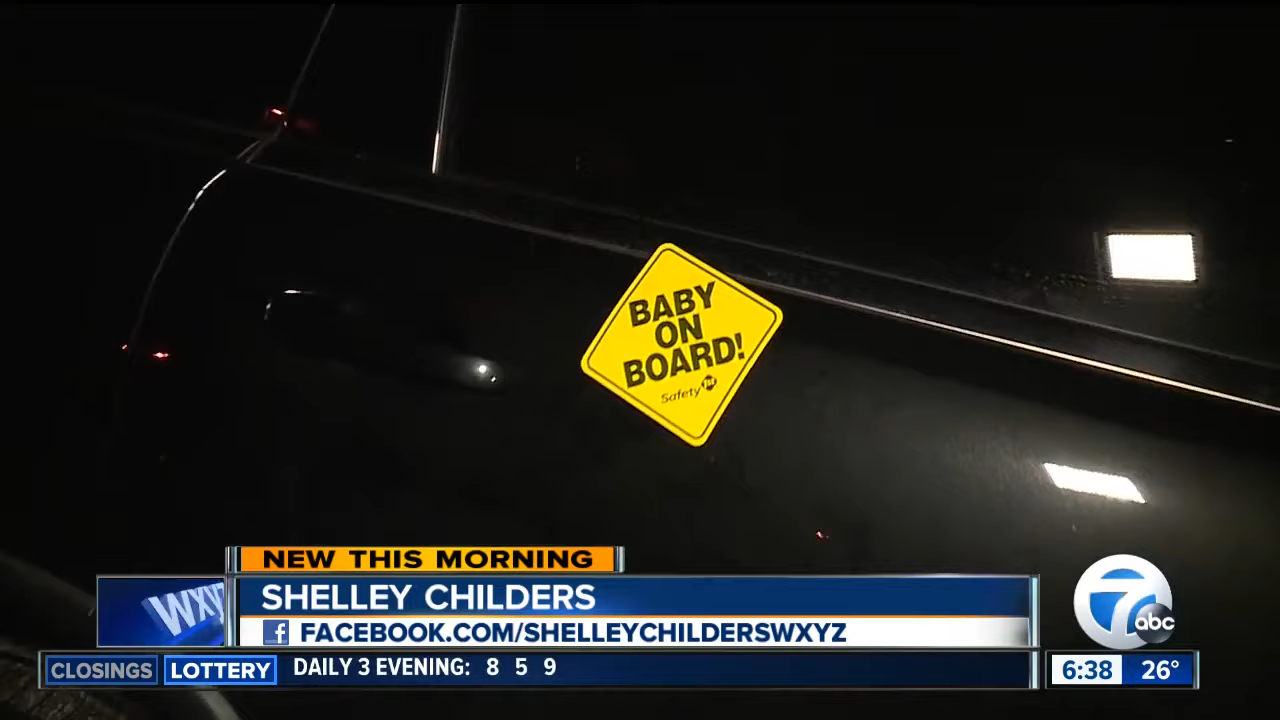 BABY
ON
BOARD!
Safety 1st
NEW THIS MORNING
WXYZ
SHELLEY CHILDERS
f FACEBOOK.COM/SHELLEYCHILDERSWXYZ
7 abc
CLOSINGS LOTTERY DAILY 3 EVENING: 8 5 9
6:38 26°